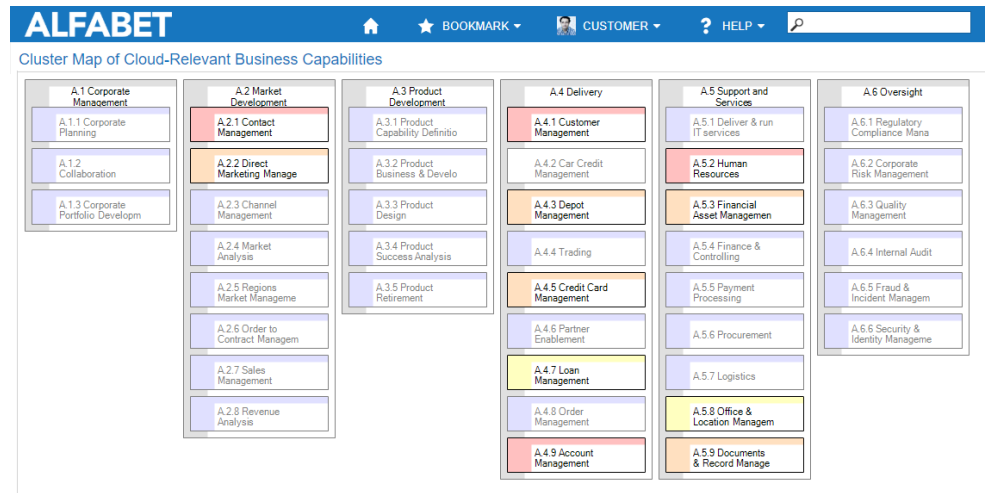 ALFABET
BOOKMARK
CUSTOMER
? HELP
Cluster Map of Cloud-Relevant Business Capabilities
A.1 Corporate
Management
A.1.1 Corporate
Planning
A.1.2
Collaboration
A.1.3 Corporate
Portfolio Developm
A.2 Market
Development
A.2.1 Contact
Management
A.2.2 Direct
Marketing Manage
A.2.3 Channel
Management
A.2.4 Market
Analysis
A.2.5 Regions
Market Manageme
A.2.6 Order to
Contract Managem
A.2.7 Sales
Management
A.2.8 Revenue
Analysis
A.3 Product
Development
A.3.1 Product
Capability Definitio
A.3.2 Product
Business & Develo
A.3.3 Product
Design
A.3.4 Product
Success Analysis
A.3.5 Product
Retirement
A.4 Delivery
A.4.1 Customer
Management
A.4.2 Car Credit
Management
A.4.3 Depot
Management
A.4.4 Trading
A.4.5 Credit Card
Management
A.4.6 Partner
Enablement
A.4.7 Loan
Management
A.4.8 Order
Management
A.4.9 Account
Management
A.5 Support and
Services
A.5.1 Deliver & run
IT services
A.5.2 Human
Resources
A.5.3 Financial
Asset Managemen
A.5.4 Finance &
Controlling
A.5.5 Payment
Processing
A.5.6 Procurement
A.5.7 Logistics
A.5.8 Office &
Location Managem
A.5.9 Documents
& Record Manage
A.6 Oversight
A.6.1 Regulatory
Compliance Mana
A.6.2 Corporate
Risk Management
A.6.3 Quality
Management
A.6.4 Internal Audit
A.6.5 Fraud &
Incident Managem
A.6.6 Security &
Identity Manageme